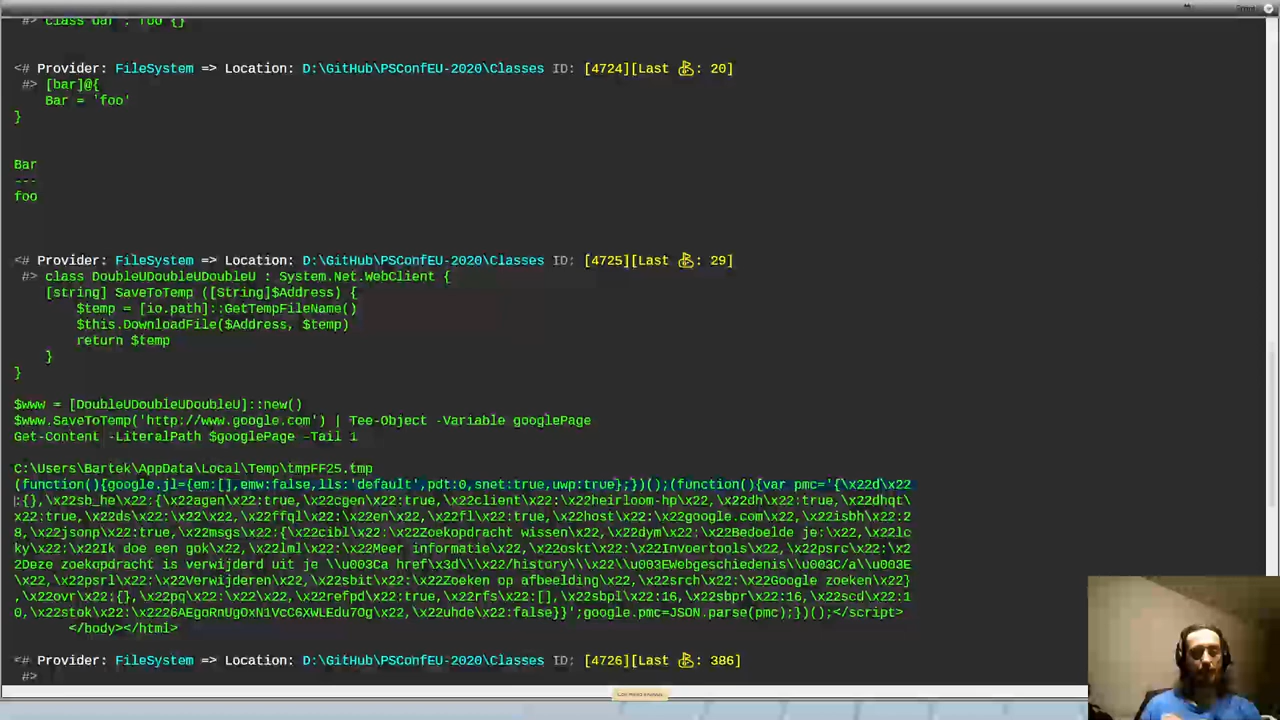 #> class bar : foo {}
<# Provider: FileSystem => Location: D:\GitHub\PSConfEU-2020\Classes ID: [4724][Last : 20]
#> [bar]@{
Bar = 'foo'
}
Bar
---
foo
<# Provider: FileSystem => Location: D:\GitHub\PSConfEU-2020\Classes ID: [4725][Last : 29]
#> class DoubleUDoubleUDoubleU : System.Net.WebClient {
[string] SaveToTemp ([String]$Address) {
$temp = [io.path]::GetTempFileName()
$this.DownloadFile($Address, $temp)
return $temp
}
}
$www = [DoubleUDoubleUDoubleU]::new()
$www.SaveToTemp('http://www.google.com') | Tee-Object -Variable googlePage
Get-Content -LiteralPath $googlePage -Tail 1
C:\Users\Bartek\AppData\Local\Temp\tmpFF25.tmp
(function(){google.jl={em:[],emw:false,lls:'default',pdt:0,snet:true,uwp:true};})();(function(){var pmc='{\x22d\x22
:{},\x22sb_he\x22:{\x22agen\x22:true,\x22cgen\x22:true,\x22client\x22:\x22heirloom-hp\x22,\x22dh\x22:true,\x22dhqt\x22
:true,\x22ds\x22:\x22\x22,\x22ffql\x22:\x22en\x22,\x22fl\x22:true,\x22host\x22:\x22google.com\x22,\x22isbh\x22:2
8,\x22jsonp\x22:true,\x22msgs\x22:{\x22cibl\x22:\x22Zoekopdracht wissen\x22,\x22dym\x22:\x22Bedoelde je:\x22,\x22lc
ky\x22:\x22Ik doe een gok\x22,\x22lml\x22:\x22Meer informatie\x22,\x22oskt\x22:\x22Invoertools\x22,\x22psrc\x22:\x2
2Deze zoekopdracht is verwijderd uit je \\u003Ca href\x3d\\\x22/history\\\x22\\u003EWebgeschiedenis\\u003C/a\\u003E
\x22,\x22psrl\x22:\x22Verwijderen\x22,\x22sbit\x22:\x22Zoeken op afbeelding\x22,\x22srch\x22:\x22Google zoeken\x22}
,\x22ovr\x22:{},\x22pq\x22:\x22\x22,\x22refpd\x22:true,\x22rfs\x22:[],\x22sbpl\x22:16,\x22sbpr\x22:16,\x22scd\x22:1
0,\x22stok\x22:\x226AEgoRnUgOxN1VcC6XWLEdu7Og\x22,\x22uhde\x22:false}}';google.pmc=JSON.parse(pmc);})();</script>
</body></html>
<# Provider: FileSystem => Location: D:\GitHub\PSConfEU-2020\Classes ID: [4726][Last : 386]
#>